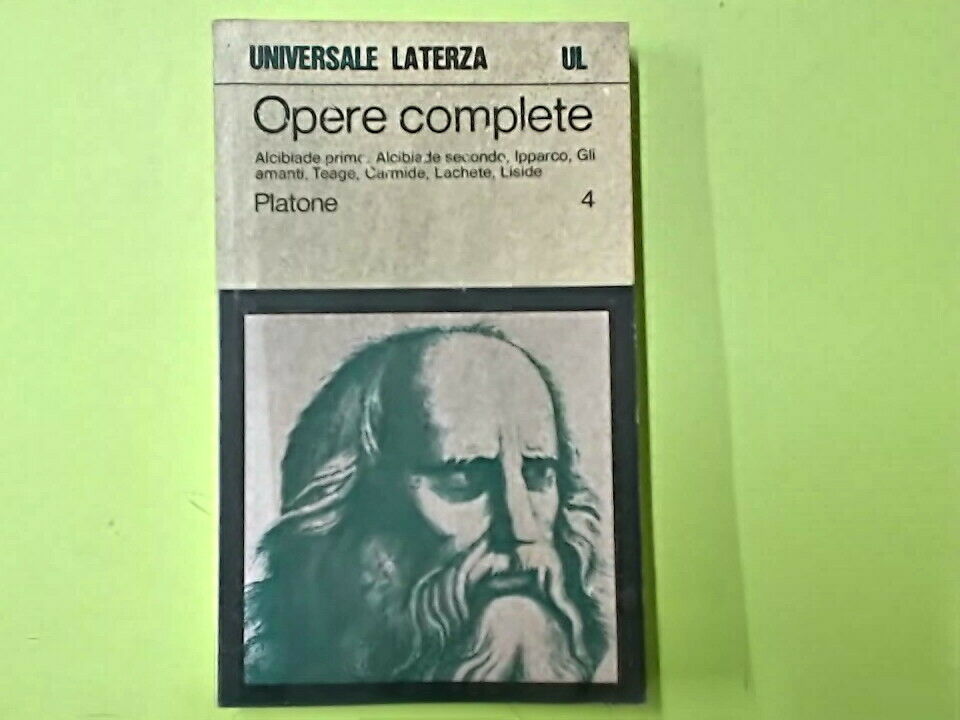 UNIVERSALE LATERZA UL
Opere complete
Alcibiade primo, Alcibiade secondo, Ipparco, Gli
amanti, Teage, Carmide, Lachete, Liside
Platone 4